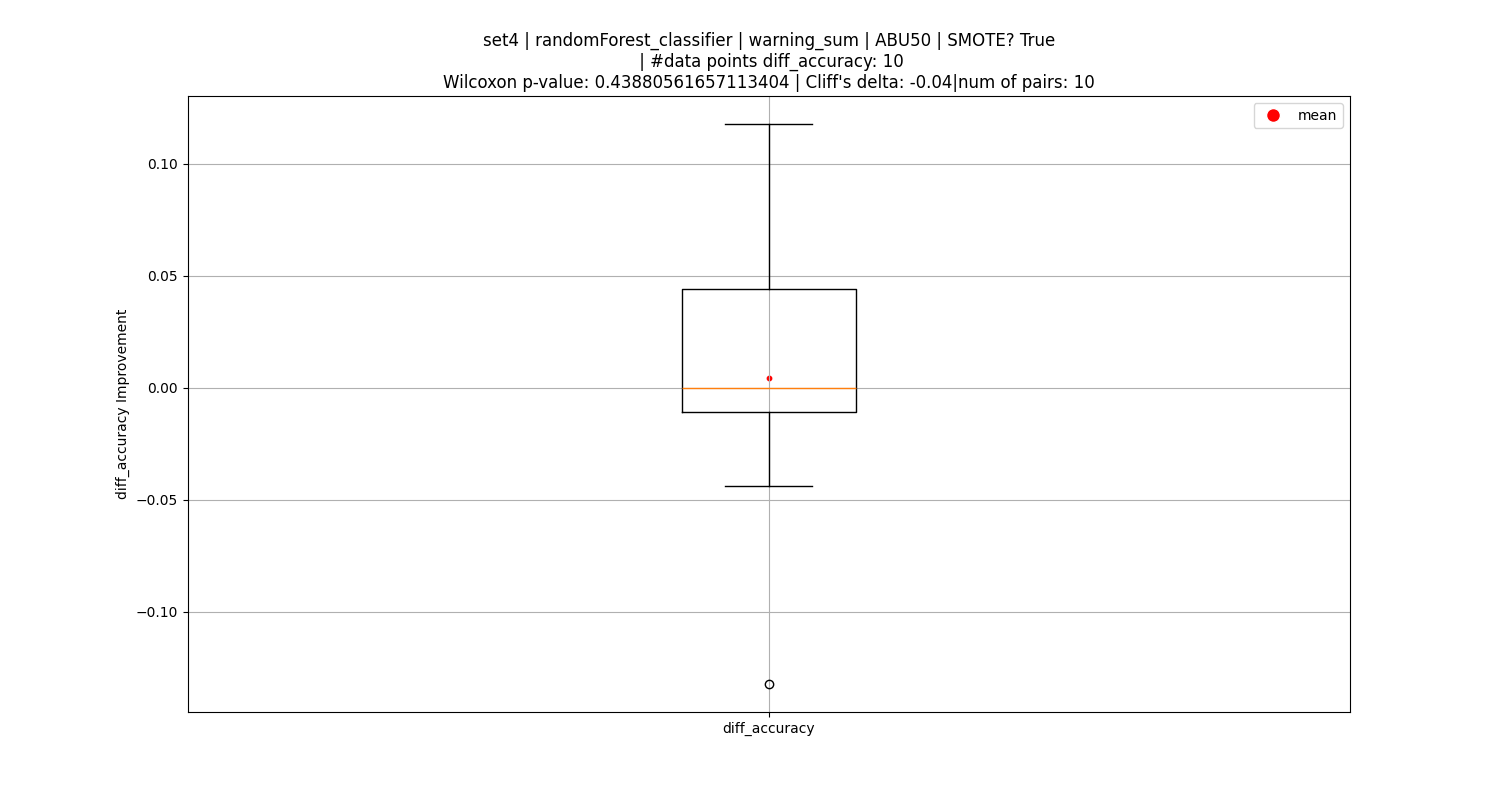 set4 | randomForest_classifier | warning_sum | ABU50 | SMOTE? True
| #data points diff_accuracy: 10
Wilcoxon p-value: 0.43880561657113404 | Cliff's delta: -0.04|num of pairs: 10
mean
0.10
0.05
0.00
−0.05
−0.10
diff_accuracy Improvement
diff_accuracy